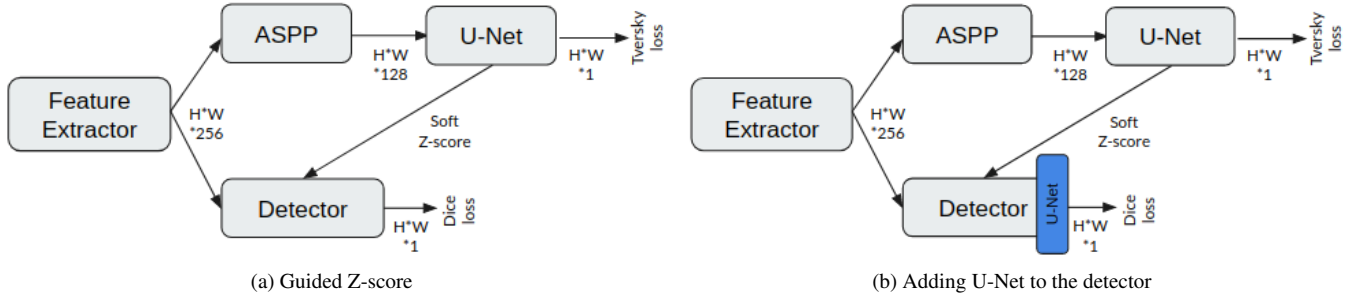 ASPP
U-Net
H*W
*128
H*W
*1
Tversky
loss
Feature
Extractor
H*W
*256
Soft
Z-score
Detector
H*W
*1
Dice
loss
(a) Guided Z-score
ASPP
U-Net
H*W
*128
H*W
*1
Tversky
loss
Feature
Extractor
H*W
*256
Soft
Z-score
Detector
U-Net
H*W
*1
Dice
loss
(b) Adding U-Net to the detector